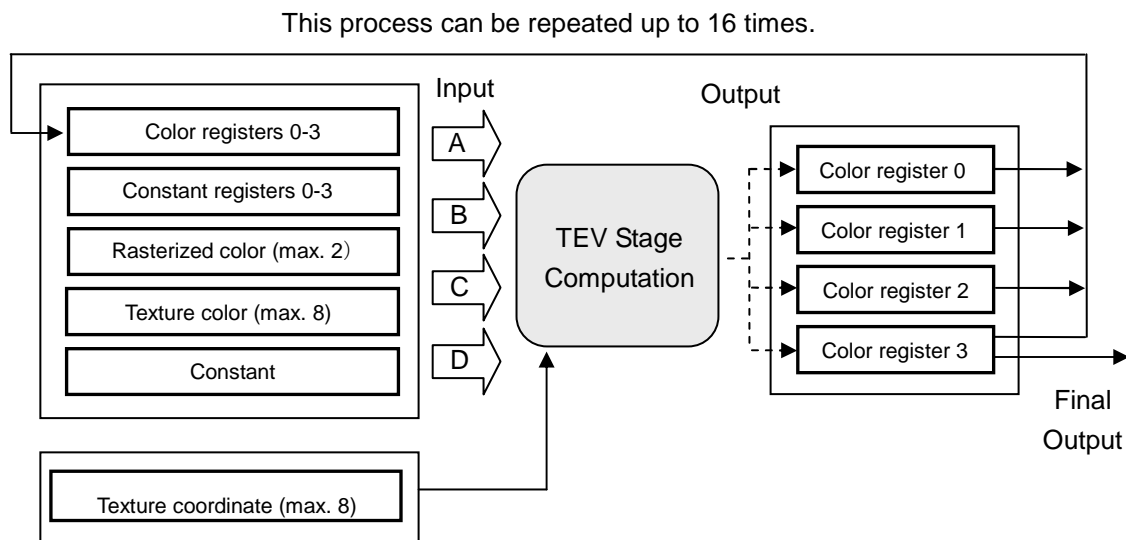 This process can be repeated up to 16 times.
Input
Output
Color registers 0-3
Constant registers 0-3
Rasterized color (max. 2）
Texture color (max. 8)
Constant
A
B
C
D
TEV Stage
Computation
Color register 0
Color register 1
Color register 2
Color register 3
Final
Output
Texture coordinate (max. 8)